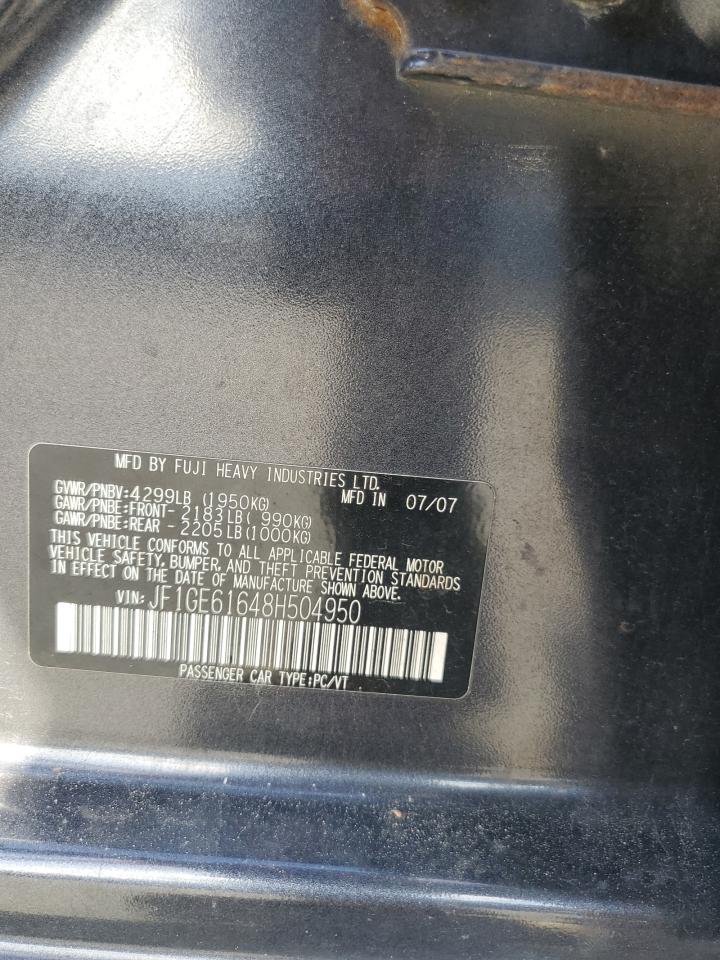 MFD BY FUJI HEAVY INDUSTRIES LTD.
GVWR/PNBV:4299LB (1950KG) MFD IN 07/07
GAWR/PNBE:FRONT- 2183LB( 990KG)
GAWR/PNBE:REAR - 2205LB(1000KG)
THIS VEHICLE CONFORMS TO ALL APPLICABLE FEDERAL MOTOR
VEHICLE SAFETY, BUMPER, AND THEFT PREVENTION STANDARDS
IN EFFECT ON THE DATE OF MANUFACTURE SHOWN ABOVE.
VIN: JF1GE61648H504950
PASSENGER CAR TYPE:PC/VT